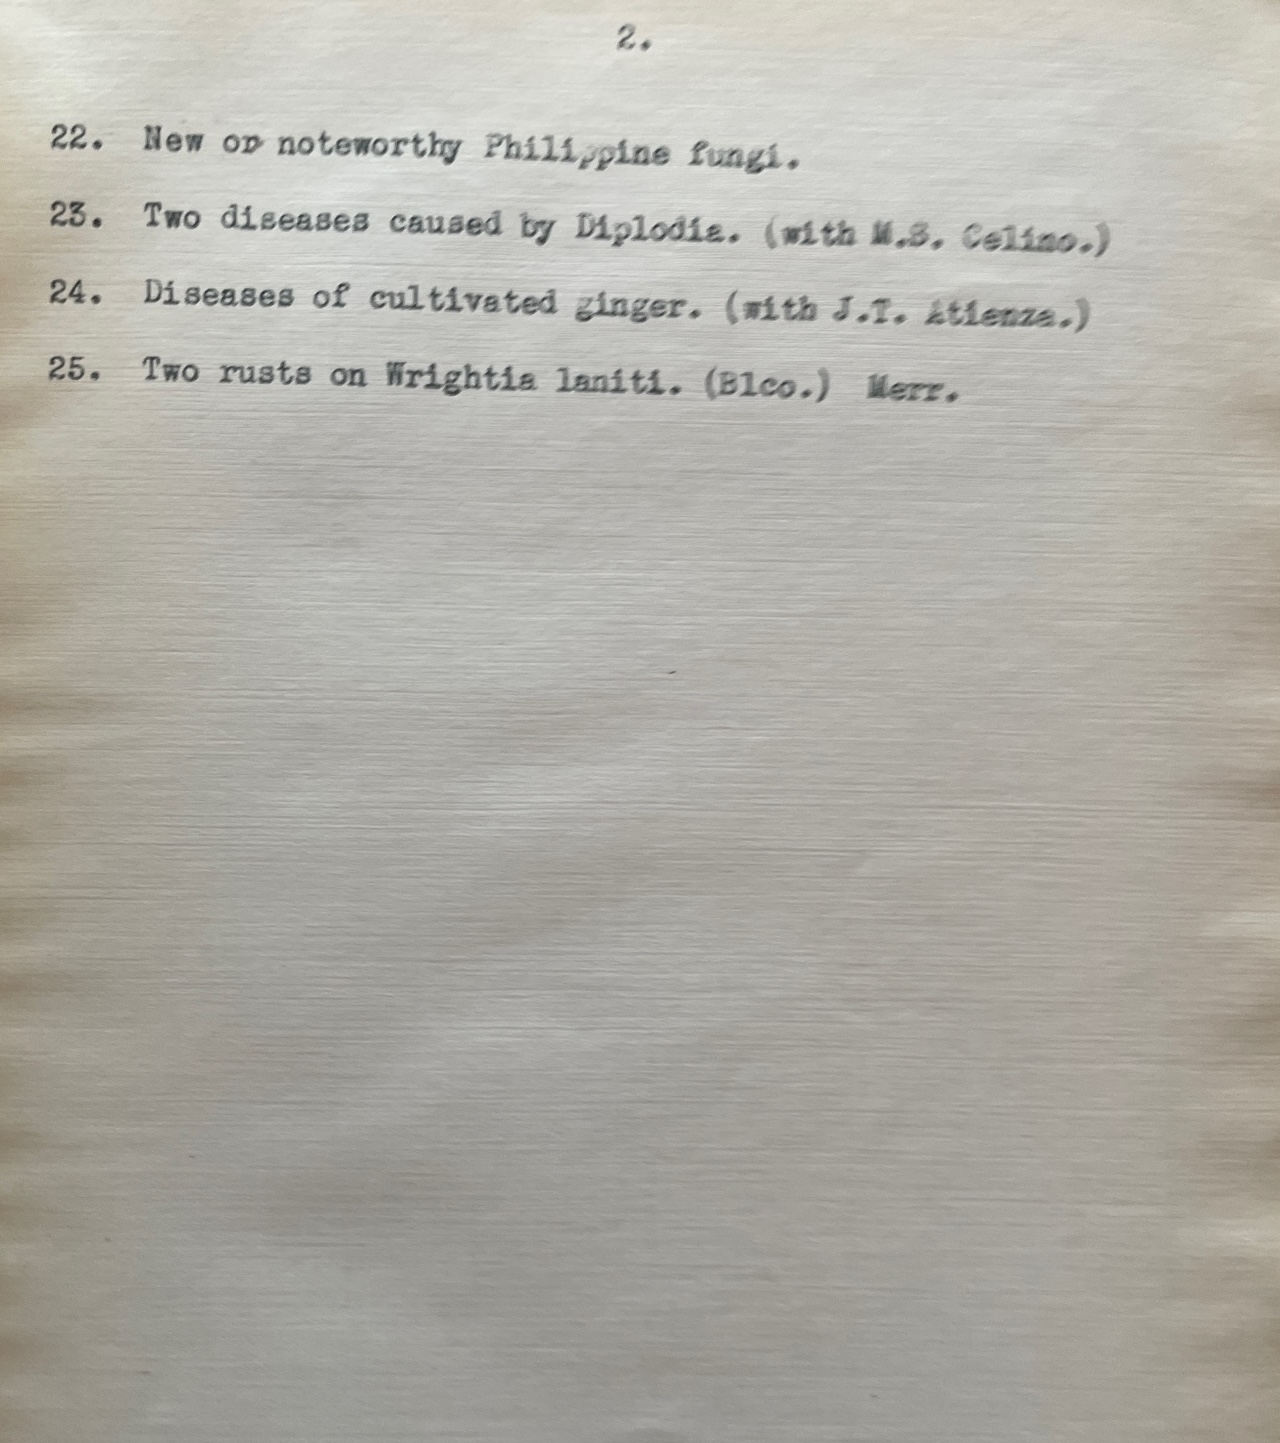 2.
22. New or noteworthy Philippine fungi.
23. Two diseases caused by Diplodia. (with M.S. Celino.)
24. Diseases of cultivated ginger. (with J.T. Atienza.)
25. Two rusts on Wrightia laniti. (Blco.) Merr.